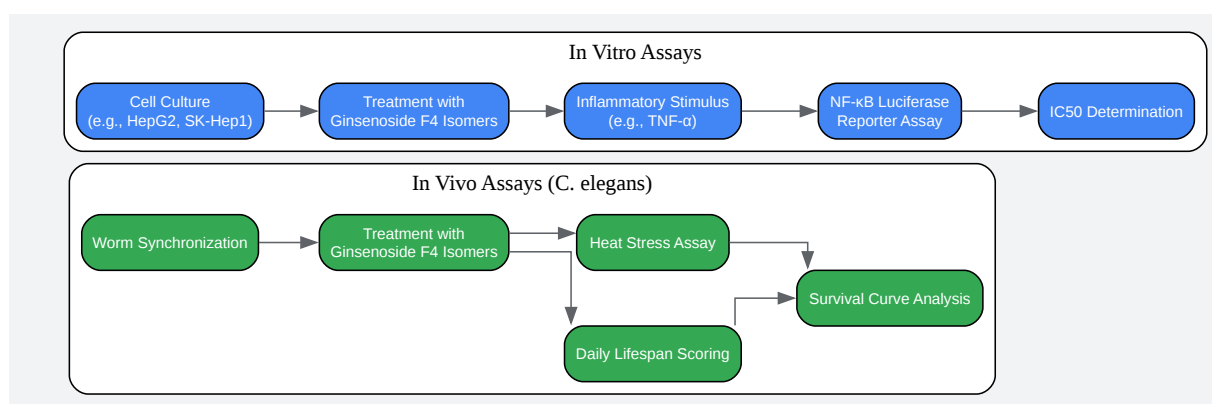 In Vitro Assays
Cell Culture
(e.g., HepG2, SK-Hep1)
Treatment with
Ginsenoside F4 Isomers
Inflammatory Stimulus
(e.g., TNF-α)
NF-κB Luciferase
Reporter Assay
IC50 Determination
In Vivo Assays (C. elegans)
Worm Synchronization
Treatment with
Ginsenoside F4 Isomers
Heat Stress Assay
Daily Lifespan Scoring
Survival Curve Analysis